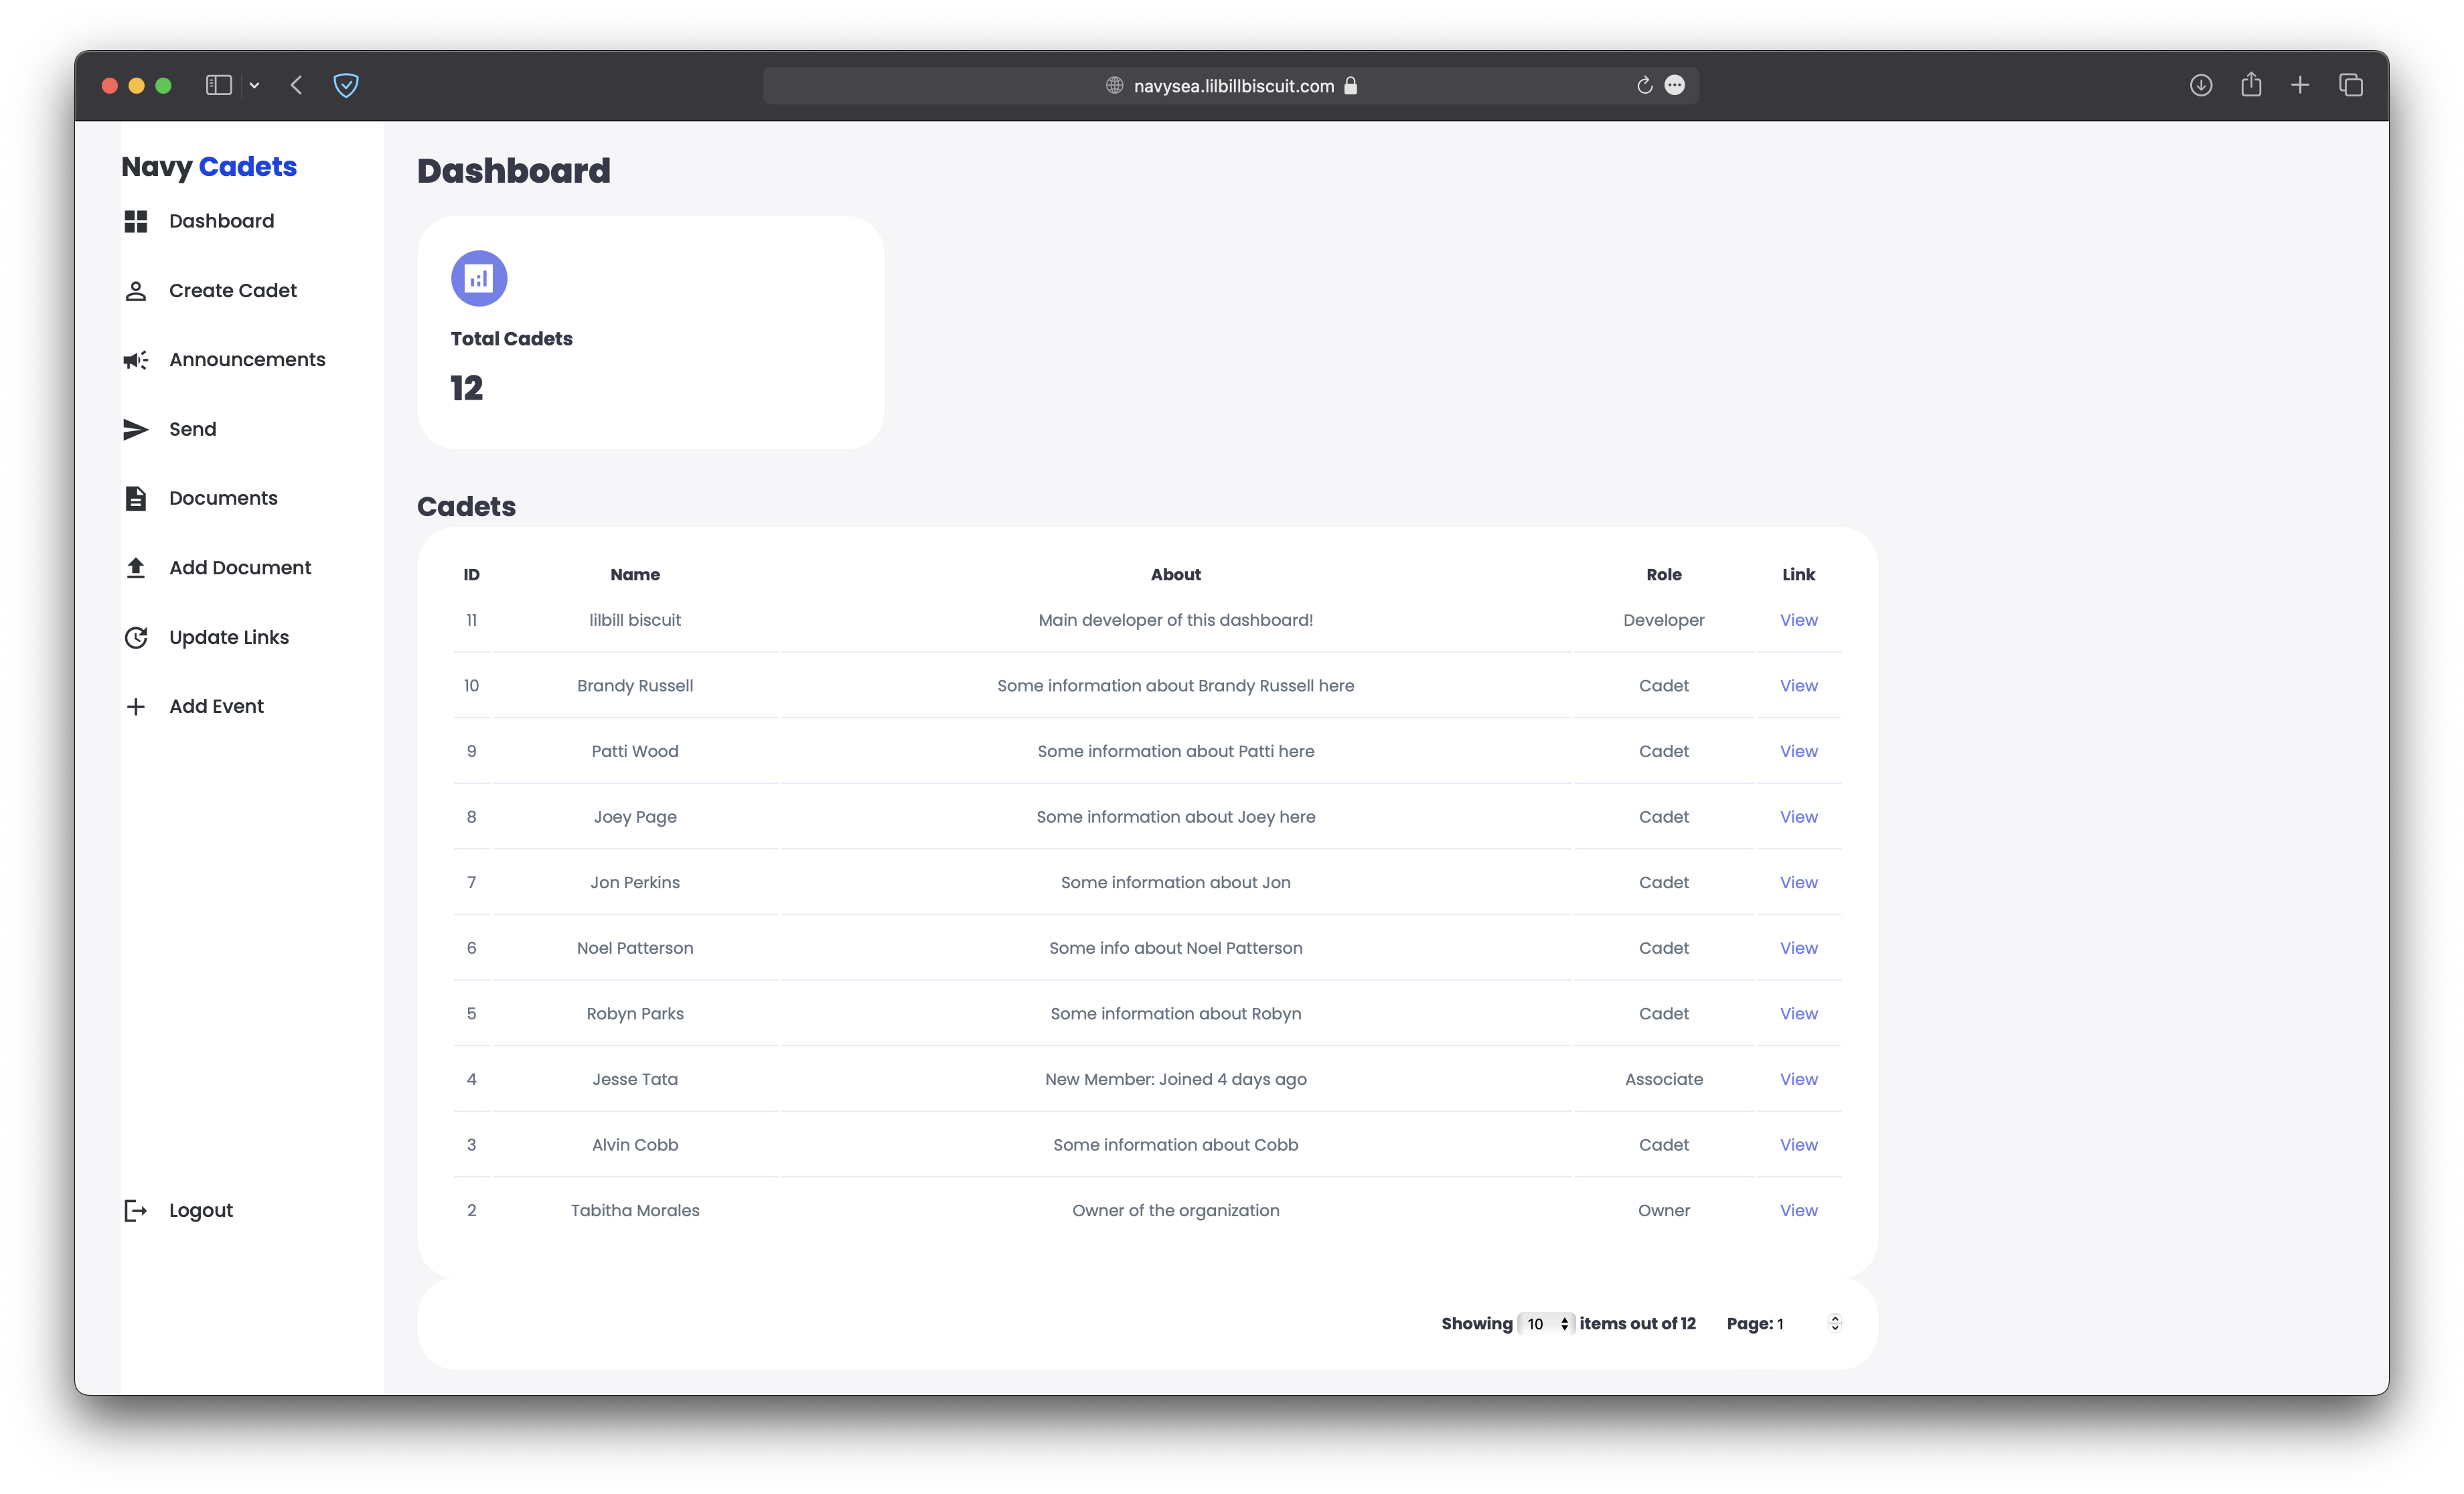 navysea.lilbillbiscuit.com
Navy Cadets
Dashboard
Create Cadet
Announcements
Send
Documents
Add Document
Update Links
Add Event
Logout
Dashboard
Total Cadets
12
Cadets
ID Name About Role Link
11 lilbill biscuit Main developer of this dashboard! Developer View
10 Brandy Russell Some information about Brandy Russell here Cadet View
9 Patti Wood Some information about Patti here Cadet View
8 Joey Page Some information about Joey here Cadet View
7 Jon Perkins Some information about Jon Cadet View
6 Noel Patterson Some info about Noel Patterson Cadet View
5 Robyn Parks Some information about Robyn Cadet View
4 Jesse Tata New Member: Joined 4 days ago Associate View
3 Alvin Cobb Some information about Cobb Cadet View
2 Tabitha Morales Owner of the organization Owner View
Showing 10 items out of 12 Page: 1